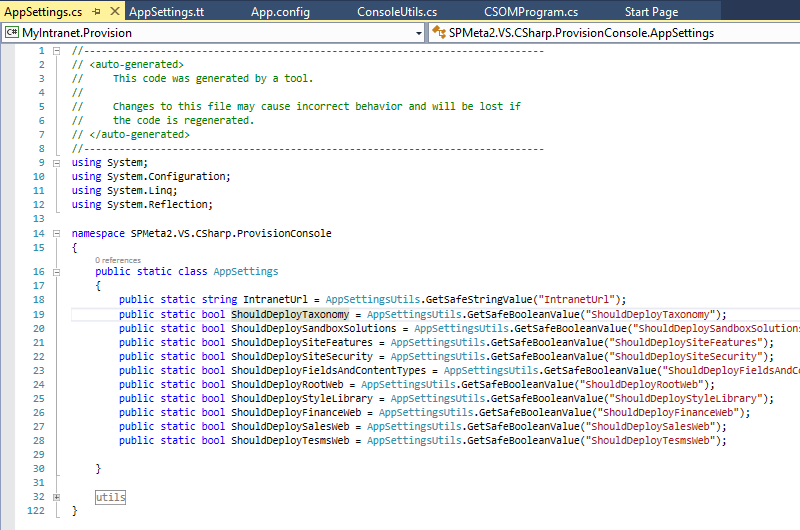 AppSettings.cs AppSettings.tt App.config ConsoleUtils.cs CSOMProgram.cs Start Page
C# MyIntranet.Provision SPMeta2.VS.CSharp.ProvisionConsole.AppSettings
1 //------------------------------------------------------------------------------
2 // <auto-generated>
3 //     This code was generated by a tool.
4 //
5 //     Changes to this file may cause incorrect behavior and will be lost if
6 //     the code is regenerated.
7 // </auto-generated>
8 //------------------------------------------------------------------------------
9 using System;
10 using System.Configuration;
11 using System.Linq;
12 using System.Reflection;
13
14 namespace SPMeta2.VS.CSharp.ProvisionConsole
15 {
0 references
16 public static class AppSettings
17 {
18 public static string IntranetUrl = AppSettingsUtils.GetSafeStringValue("IntranetUrl");
19 public static bool ShouldDeployTaxonomy = AppSettingsUtils.GetSafeBooleanValue("ShouldDeployTaxonomy");
20 public static bool ShouldDeploySandboxSolutions = AppSettingsUtils.GetSafeBooleanValue("ShouldDeploySandboxSolutions
21 public static bool ShouldDeploySiteFeatures = AppSettingsUtils.GetSafeBooleanValue("ShouldDeploySiteFeatures");
22 public static bool ShouldDeploySiteSecurity = AppSettingsUtils.GetSafeBooleanValue("ShouldDeploySiteSecurity");
23 public static bool ShouldDeployFieldsAndContentTypes = AppSettingsUtils.GetSafeBooleanValue("ShouldDeployFieldsAndCo
24 public static bool ShouldDeployRootWeb = AppSettingsUtils.GetSafeBooleanValue("ShouldDeployRootWeb");
25 public static bool ShouldDeployStyleLibrary = AppSettingsUtils.GetSafeBooleanValue("ShouldDeployStyleLibrary");
26 public static bool ShouldDeployFinanceWeb = AppSettingsUtils.GetSafeBooleanValue("ShouldDeployFinanceWeb");
27 public static bool ShouldDeploySalesWeb = AppSettingsUtils.GetSafeBooleanValue("ShouldDeploySalesWeb");
28 public static bool ShouldDeployTesmsWeb = AppSettingsUtils.GetSafeBooleanValue("ShouldDeployTesmsWeb");
29
30 }
31
32 utils
122 }